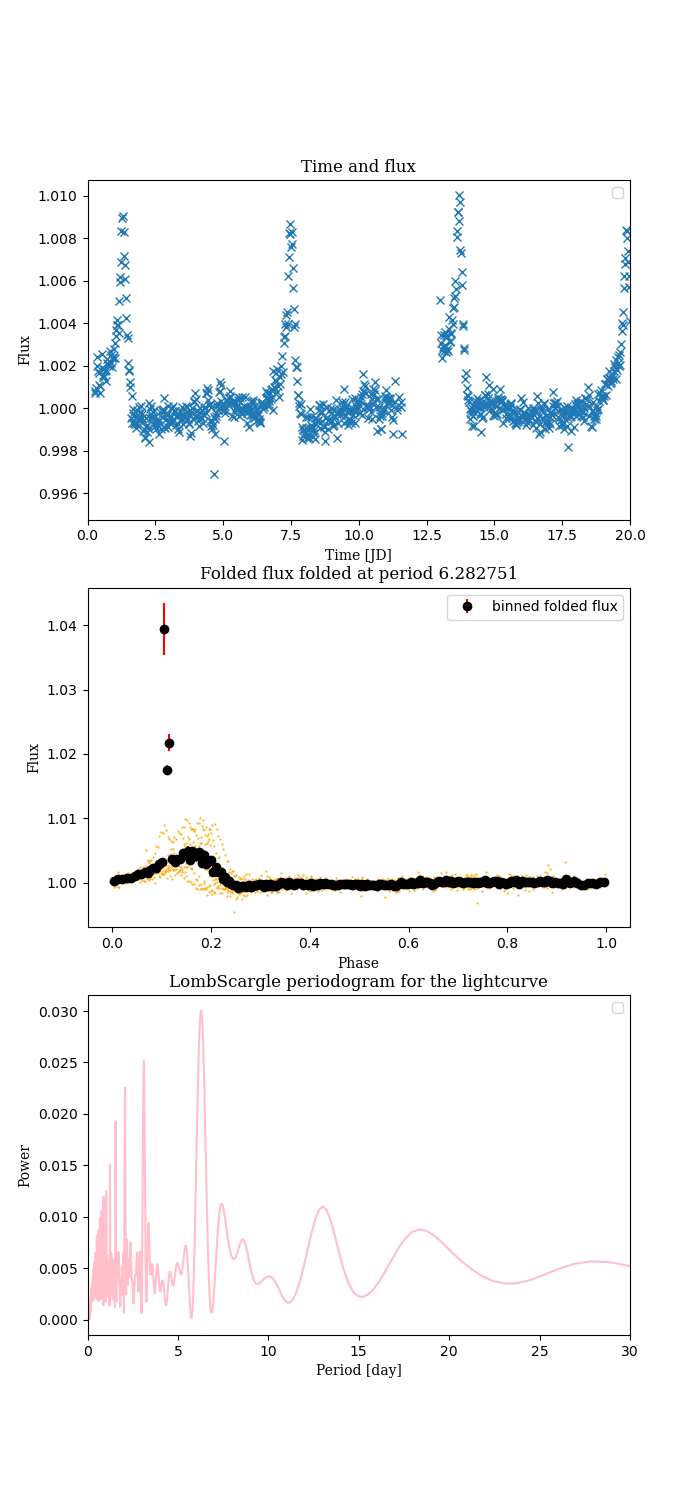 Time and flux
1.010
1.008
1.006
1.004
1.002
1.000
0.998
0.996
Flux
0.0 2.5 5.0 7.5 10.0 12.5 15.0 17.5 20.0
Time [JD]
Folded flux folded at period 6.282751
binned folded flux
1.04
1.03
1.02
1.01
1.00
Flux
0.0 0.2 0.4 0.6 0.8 1.0
Phase
LombScargle periodogram for the lightcurve
0.030
0.025
0.020
0.015
0.010
0.005
0.000
Power
0 5 10 15 20 25 30
Period [day]